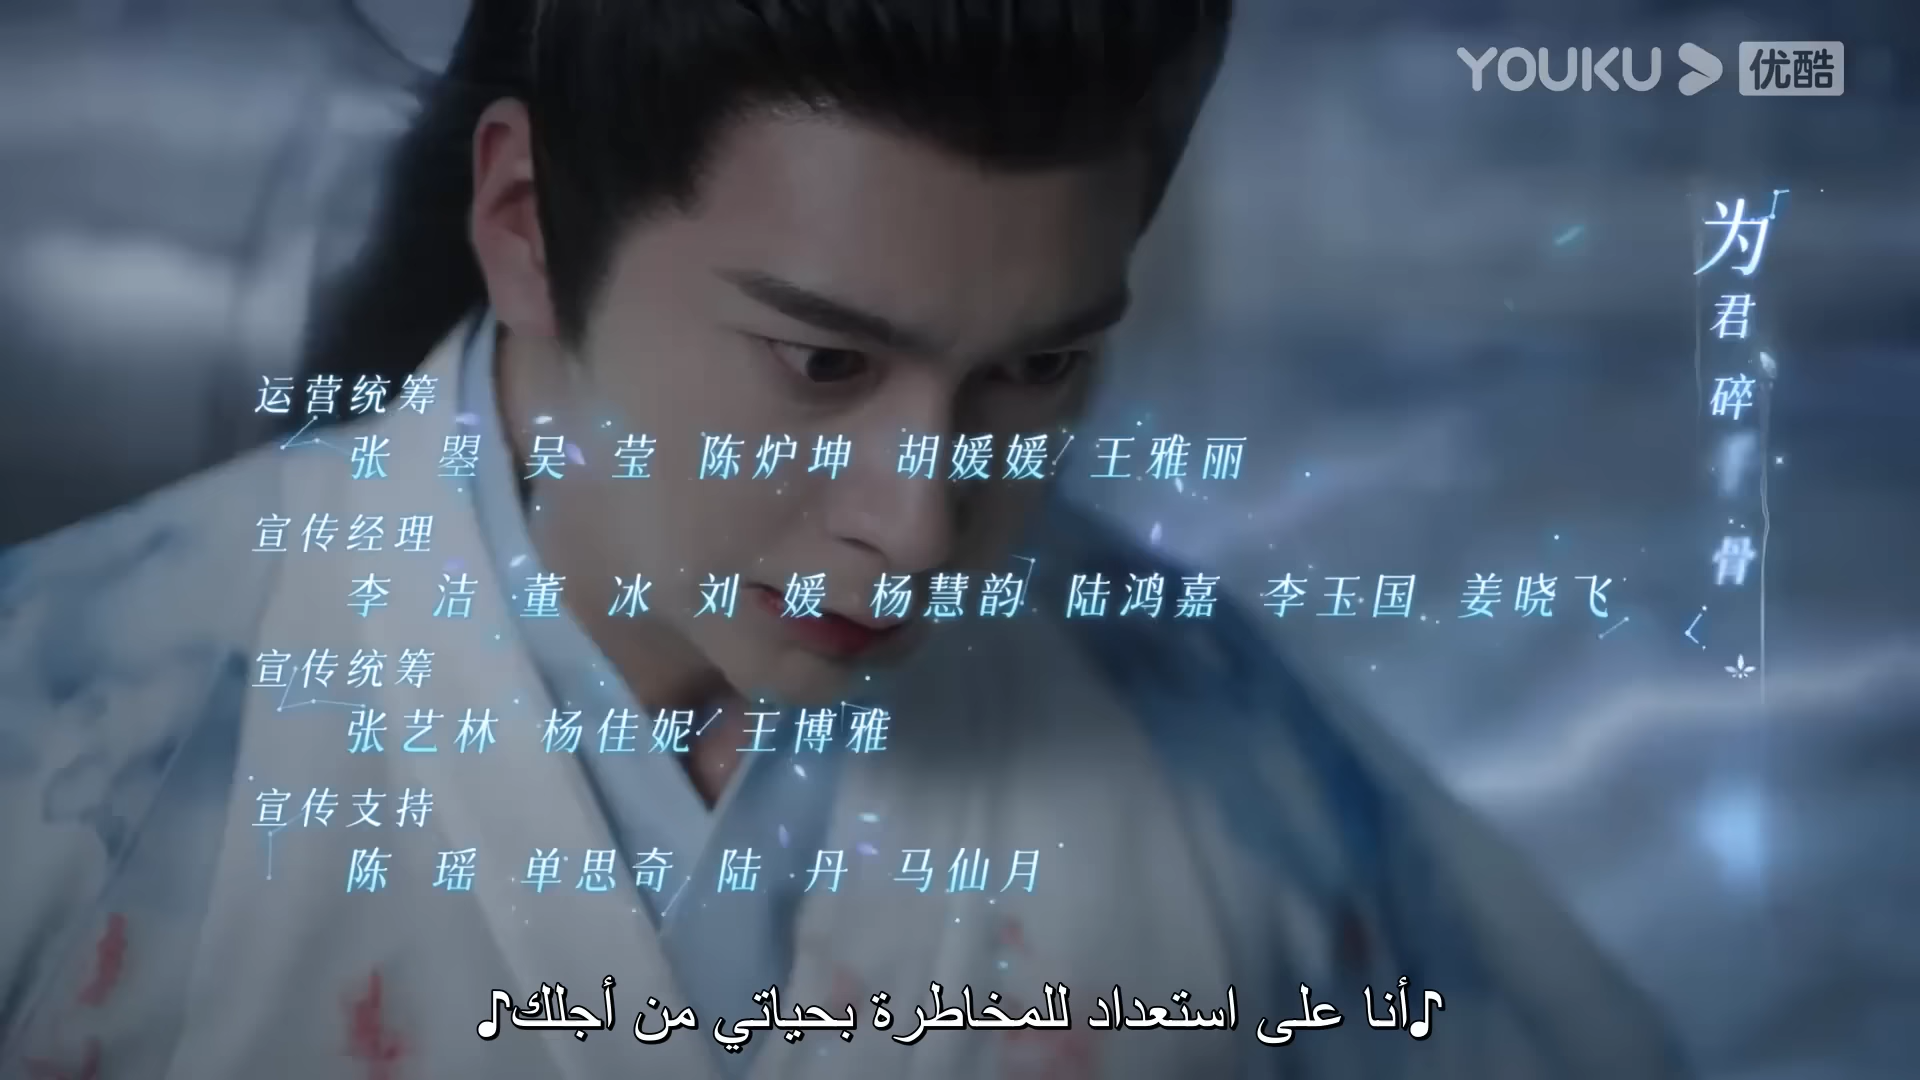 YOUKU 优酷
运营统筹
张 曌 吴 莹 陈炉坤 胡媛媛 王雅丽
宣传经理
李 洁 董 冰 刘 媛 杨慧韵 陆鸿嘉 李玉国 姜晓飞
宣传统筹
张艺林 杨佳妮 王博雅
宣传支持
陈 瑶 单思奇 陆 丹 马仙月
为君碎千骨
♪أنا على استعداد للمخاطرة بحياتي من أجلك♪